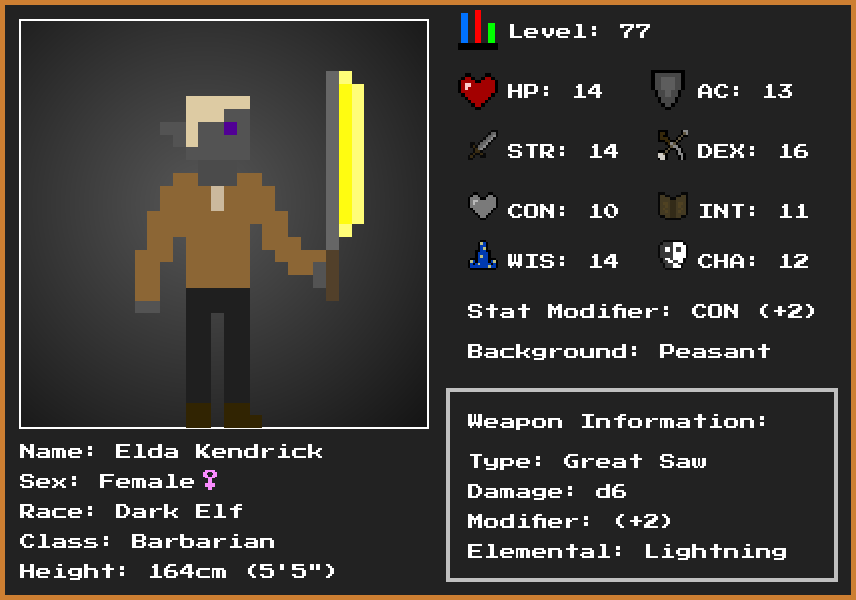 Level: 77
HP: 14 AC: 13
STR: 14 DEX: 16
CON: 10 INT: 11
WIS: 14 CHA: 12
Stat Modifier: CON (+2)
Background: Peasant
Weapon Information:
Type: Great Saw
Damage: d6
Modifier: (+2)
Elemental: Lightning
Name: Elda Kendrick
Sex: Female♀
Race: Dark Elf
Class: Barbarian
Height: 164cm (5'5")